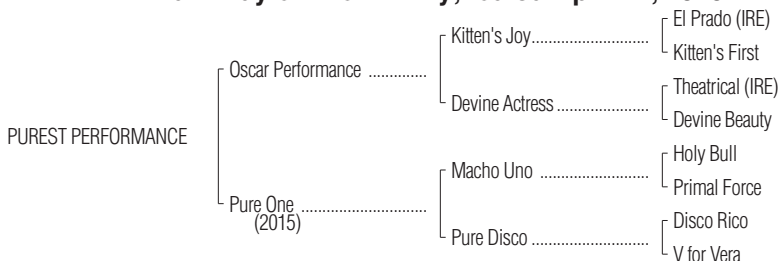 El Prado (IRE)
Kitten's Joy
Kitten's First
Oscar Performance
Theatrical (IRE)
Devine Actress
Devine Beauty
PUREST PERFORMANCE
Holy Bull
Macho Uno
Primal Force
Pure One
(2015)
Disco Rico
Pure Disco
V for Vera